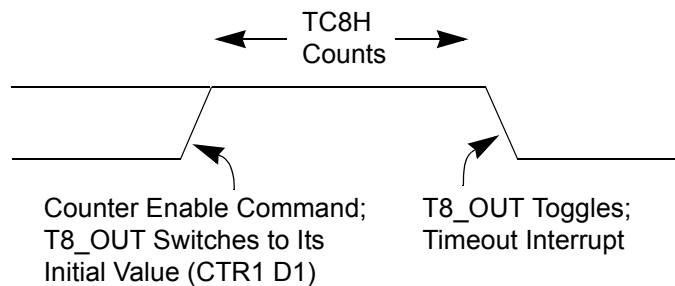 TC8H
Counts
Counter Enable Command;
T8_OUT Switches to Its
Initial Value (CTR1 D1)
T8_OUT Toggles;
Timeout Interrupt